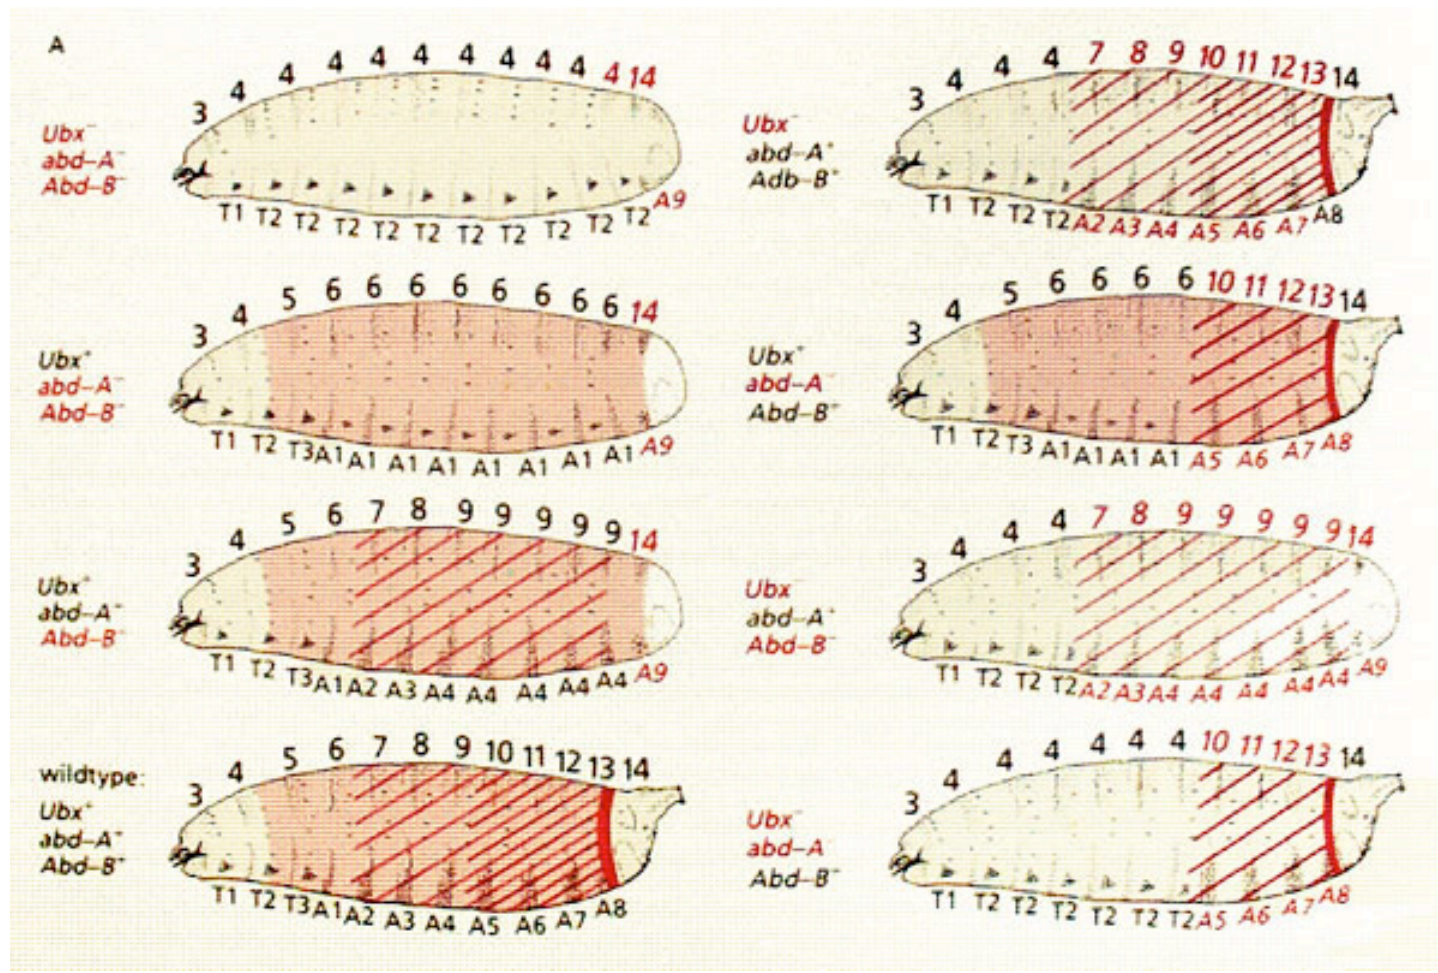 A
3 4 4 4 4 4 4 4 4 4 4 14
Ubx⁻
abd–A⁻
Abd–B⁻
T1 T2 T2 T2 T2 T2 T2 T2 T2 T2 T2 A9
3 4 4 4 7 8 9 10 11 12 13 14
Ubx⁻
abd–A⁺
Adb–B⁺
T1 T2 T2 T2 A2 A3 A4 A5 A6 A7 A8
3 4 5 6 6 6 6 6 6 6 6 14
Ubx⁺
abd–A⁻
Abd–B⁻
T1 T2 T3 A1 A1 A1 A1 A1 A1 A1 A1 A9
3 4 5 6 6 6 6 10 11 12 13 14
Ubx⁺
abd–A⁻
Abd–B⁺
T1 T2 T3 A1 A1 A1 A1 A5 A6 A7 A8
3 4 5 6 7 8 9 9 9 9 9 14
Ubx⁺
abd–A⁺
Abd–B⁻
T1 T2 T3 A1 A2 A3 A4 A4 A4 A4 A4 A9
3 4 4 4 7 8 9 9 9 9 9 14
Ubx⁻
abd–A⁺
Abd–B⁻
T1 T2 T2 T2 A2 A3 A4 A4 A4 A4 A4 A9
3 4 5 6 7 8 9 10 11 12 13 14
wildtype:
Ubx⁺
abd–A⁺
Abd–B⁺
T1 T2 T3 A1 A2 A3 A4 A5 A6 A7 A8
3 4 4 4 4 4 4 10 11 12 13 14
Ubx⁻
abd–A⁻
Abd–B⁺
T1 T2 T2 T2 T2 T2 T2 A5 A6 A7 A8